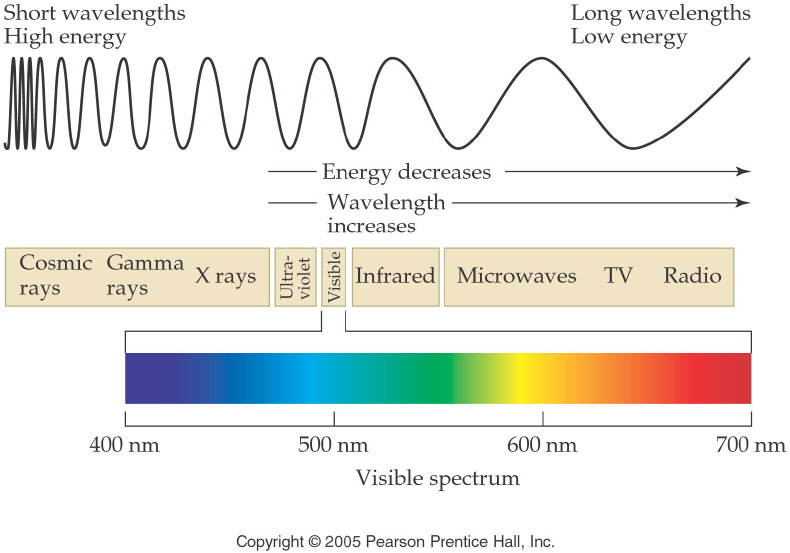 Short wavelengths
High energy
Long wavelengths
Low energy
Energy decreases
Wavelength
increases
Cosmic
rays
Gamma
rays
X rays
Ultra-
violet
Visible
Infrared
Microwaves
TV
Radio
400 nm
500 nm
600 nm
700 nm
Visible spectrum
Copyright © 2005 Pearson Prentice Hall, Inc.